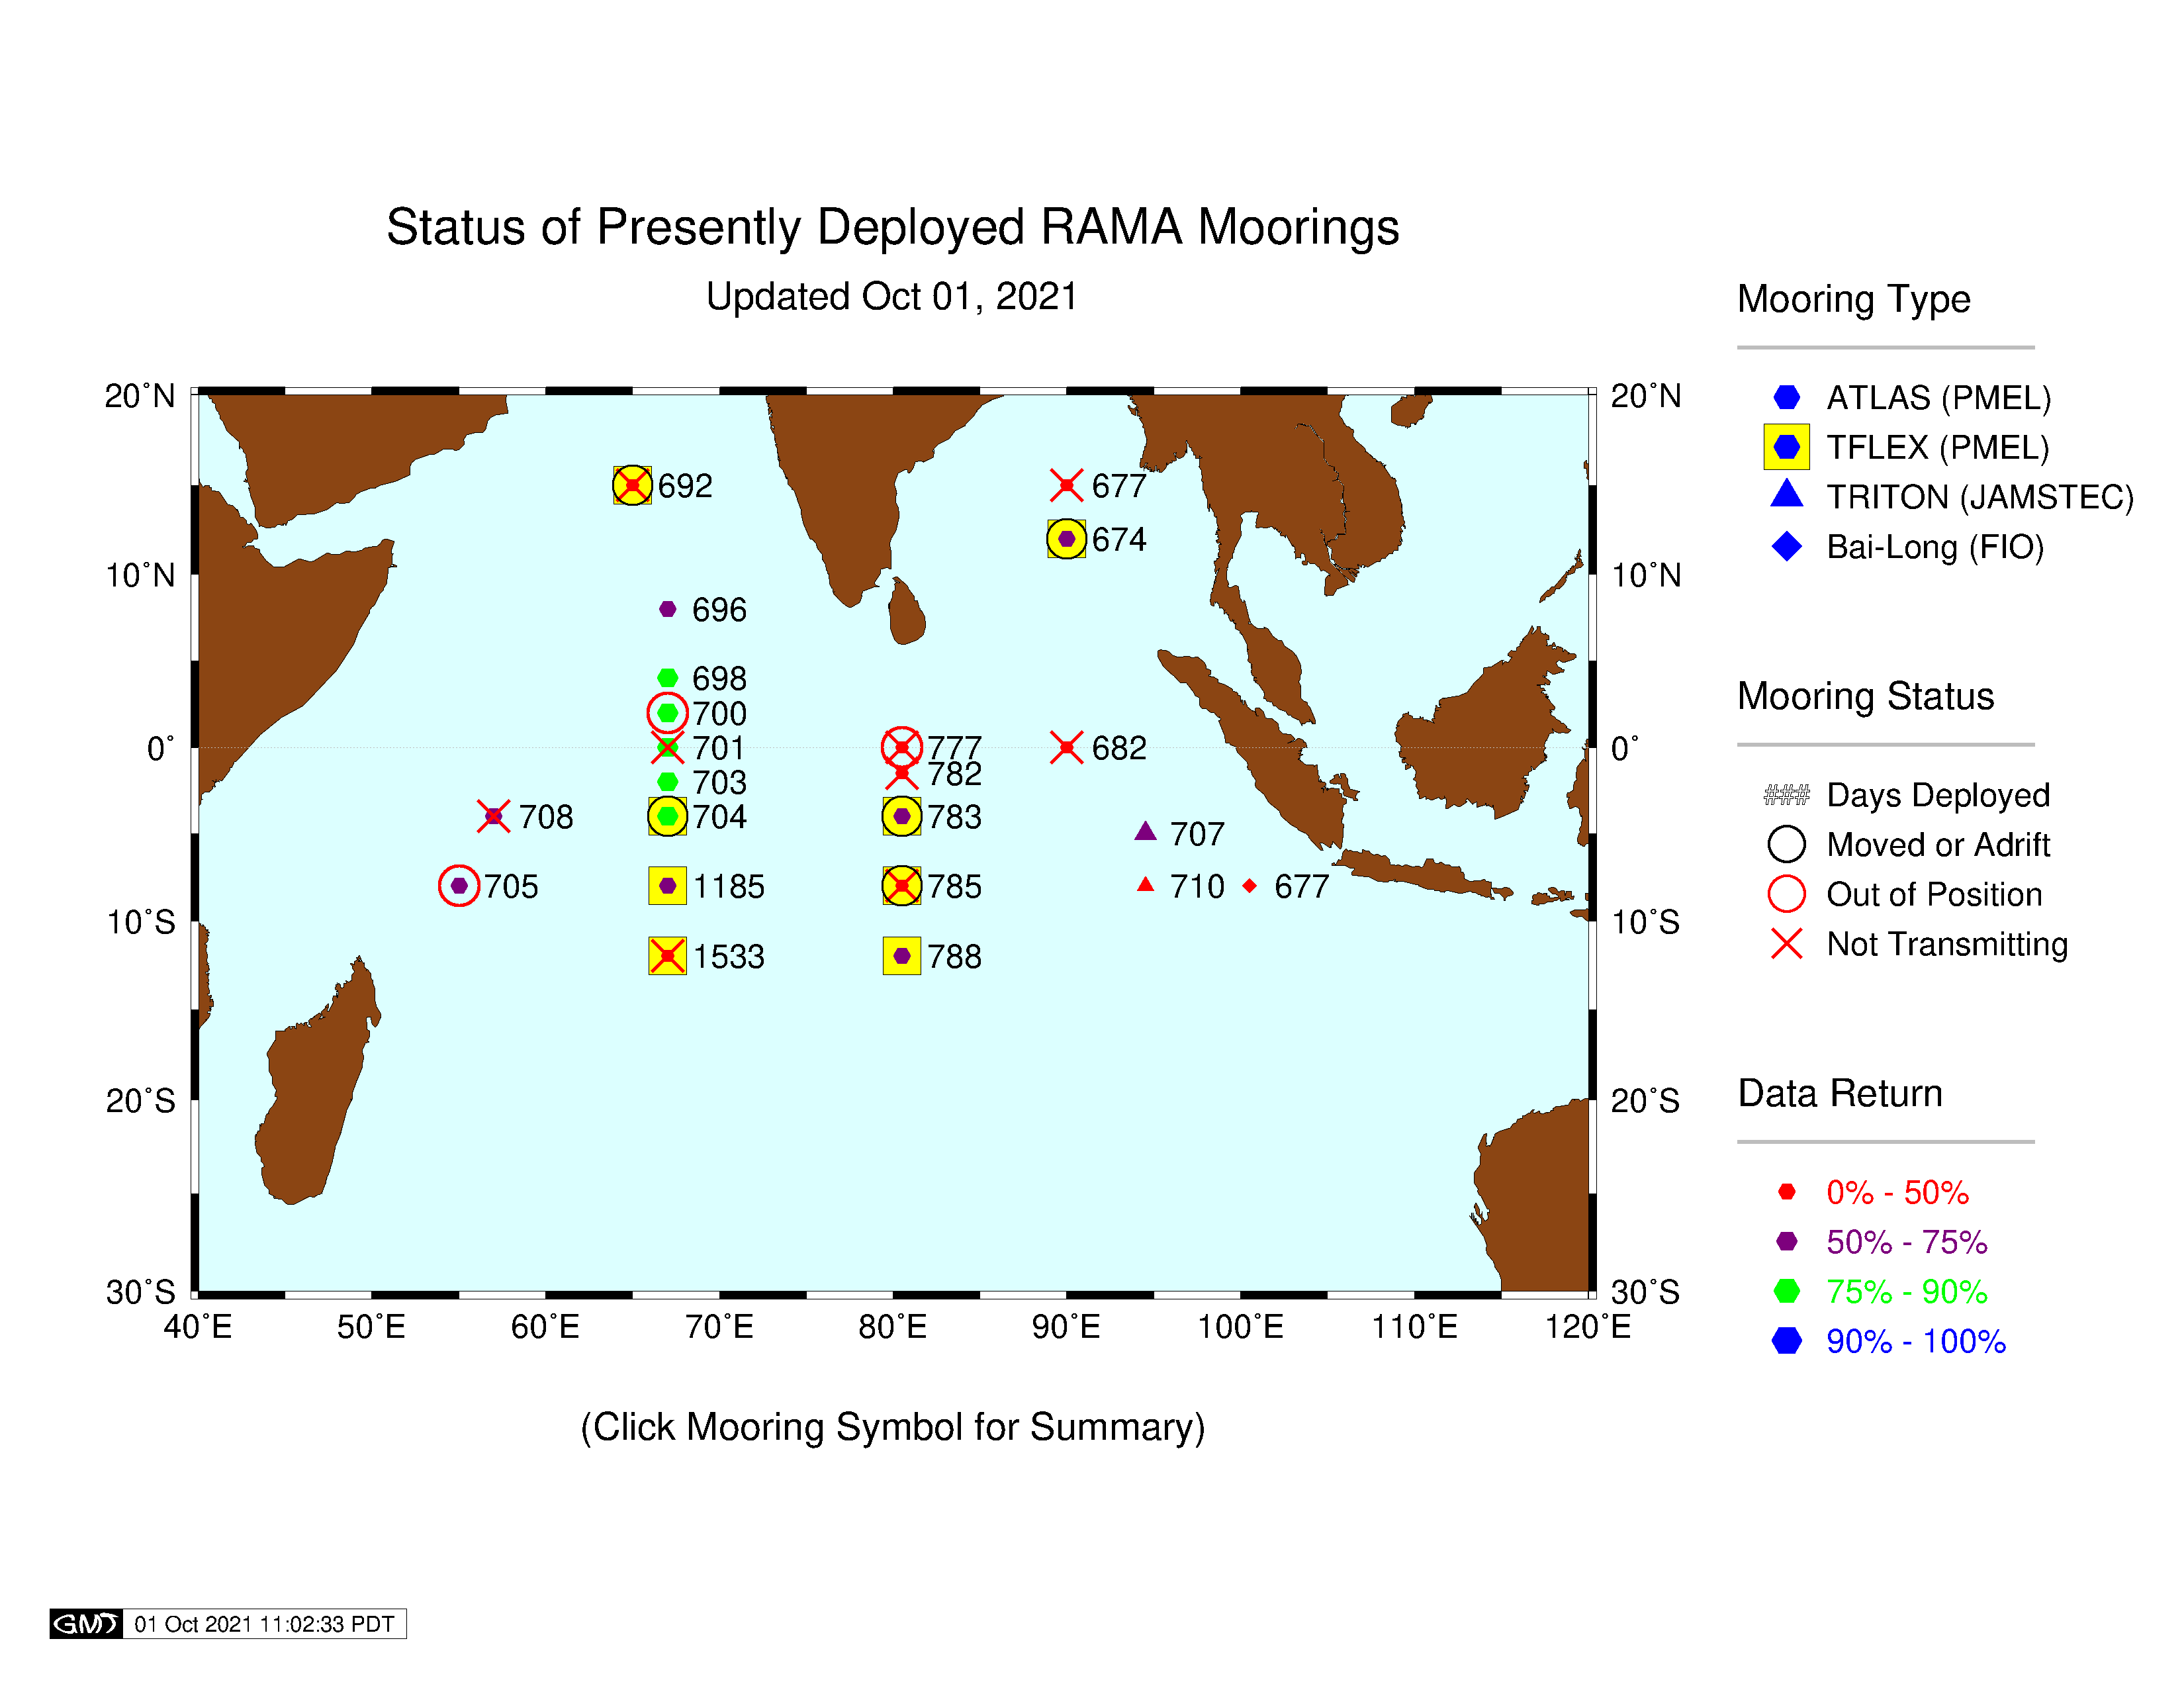 Status of Presently Deployed RAMA Moorings
Updated Oct 01, 2021
20°N
10°N
0°
10°S
20°S
30°S
20°N
10°N
0°
10°S
20°S
30°S
40°E 50°E 60°E 70°E 80°E 90°E 100°E 110°E 120°E
692
677
674
696
698
700
701
777
682
782
703
708
704
783
707
705
1185
785
710
677
1533
788
Mooring Type
ATLAS (PMEL)
TFLEX (PMEL)
TRITON (JAMSTEC)
Bai-Long (FIO)
Mooring Status
### Days Deployed
Moved or Adrift
Out of Position
Not Transmitting
Data Return
0% - 50%
50% - 75%
75% - 90%
90% - 100%
(Click Mooring Symbol for Summary)
GMT 01 Oct 2021 11:02:33 PDT